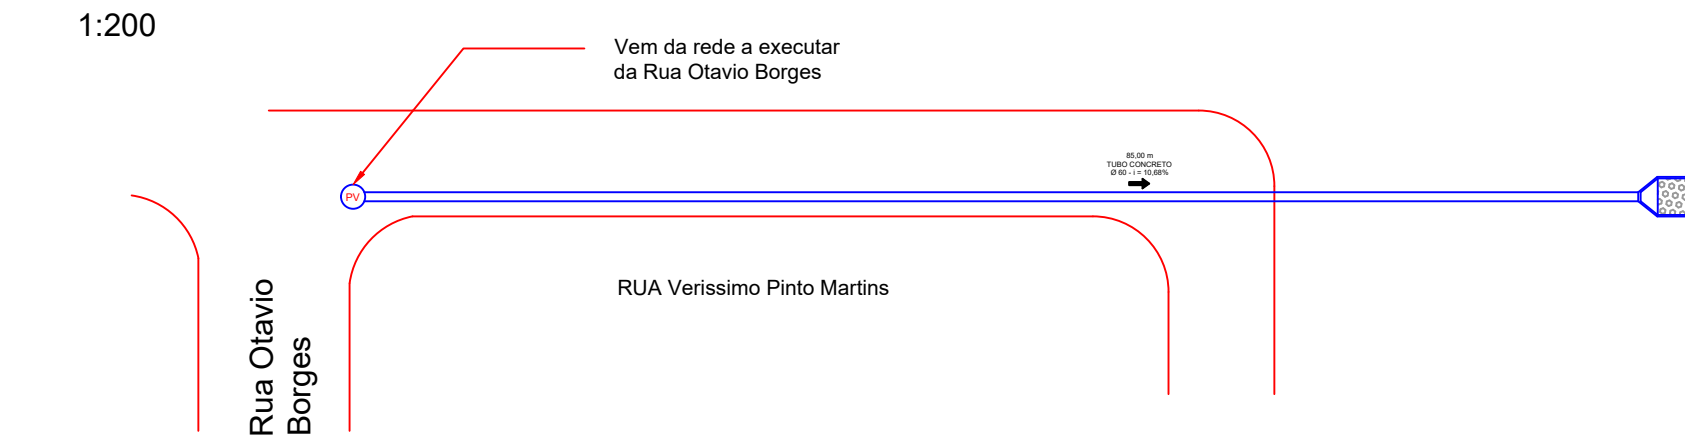 1:200
Vem da rede a executar
da Rua Otavio Borges
85,00 m
TUBO CONCRETO
Ø 60 - i = 10,68%
PV
RUA Verissimo Pinto Martins
Rua Otavio
Borges